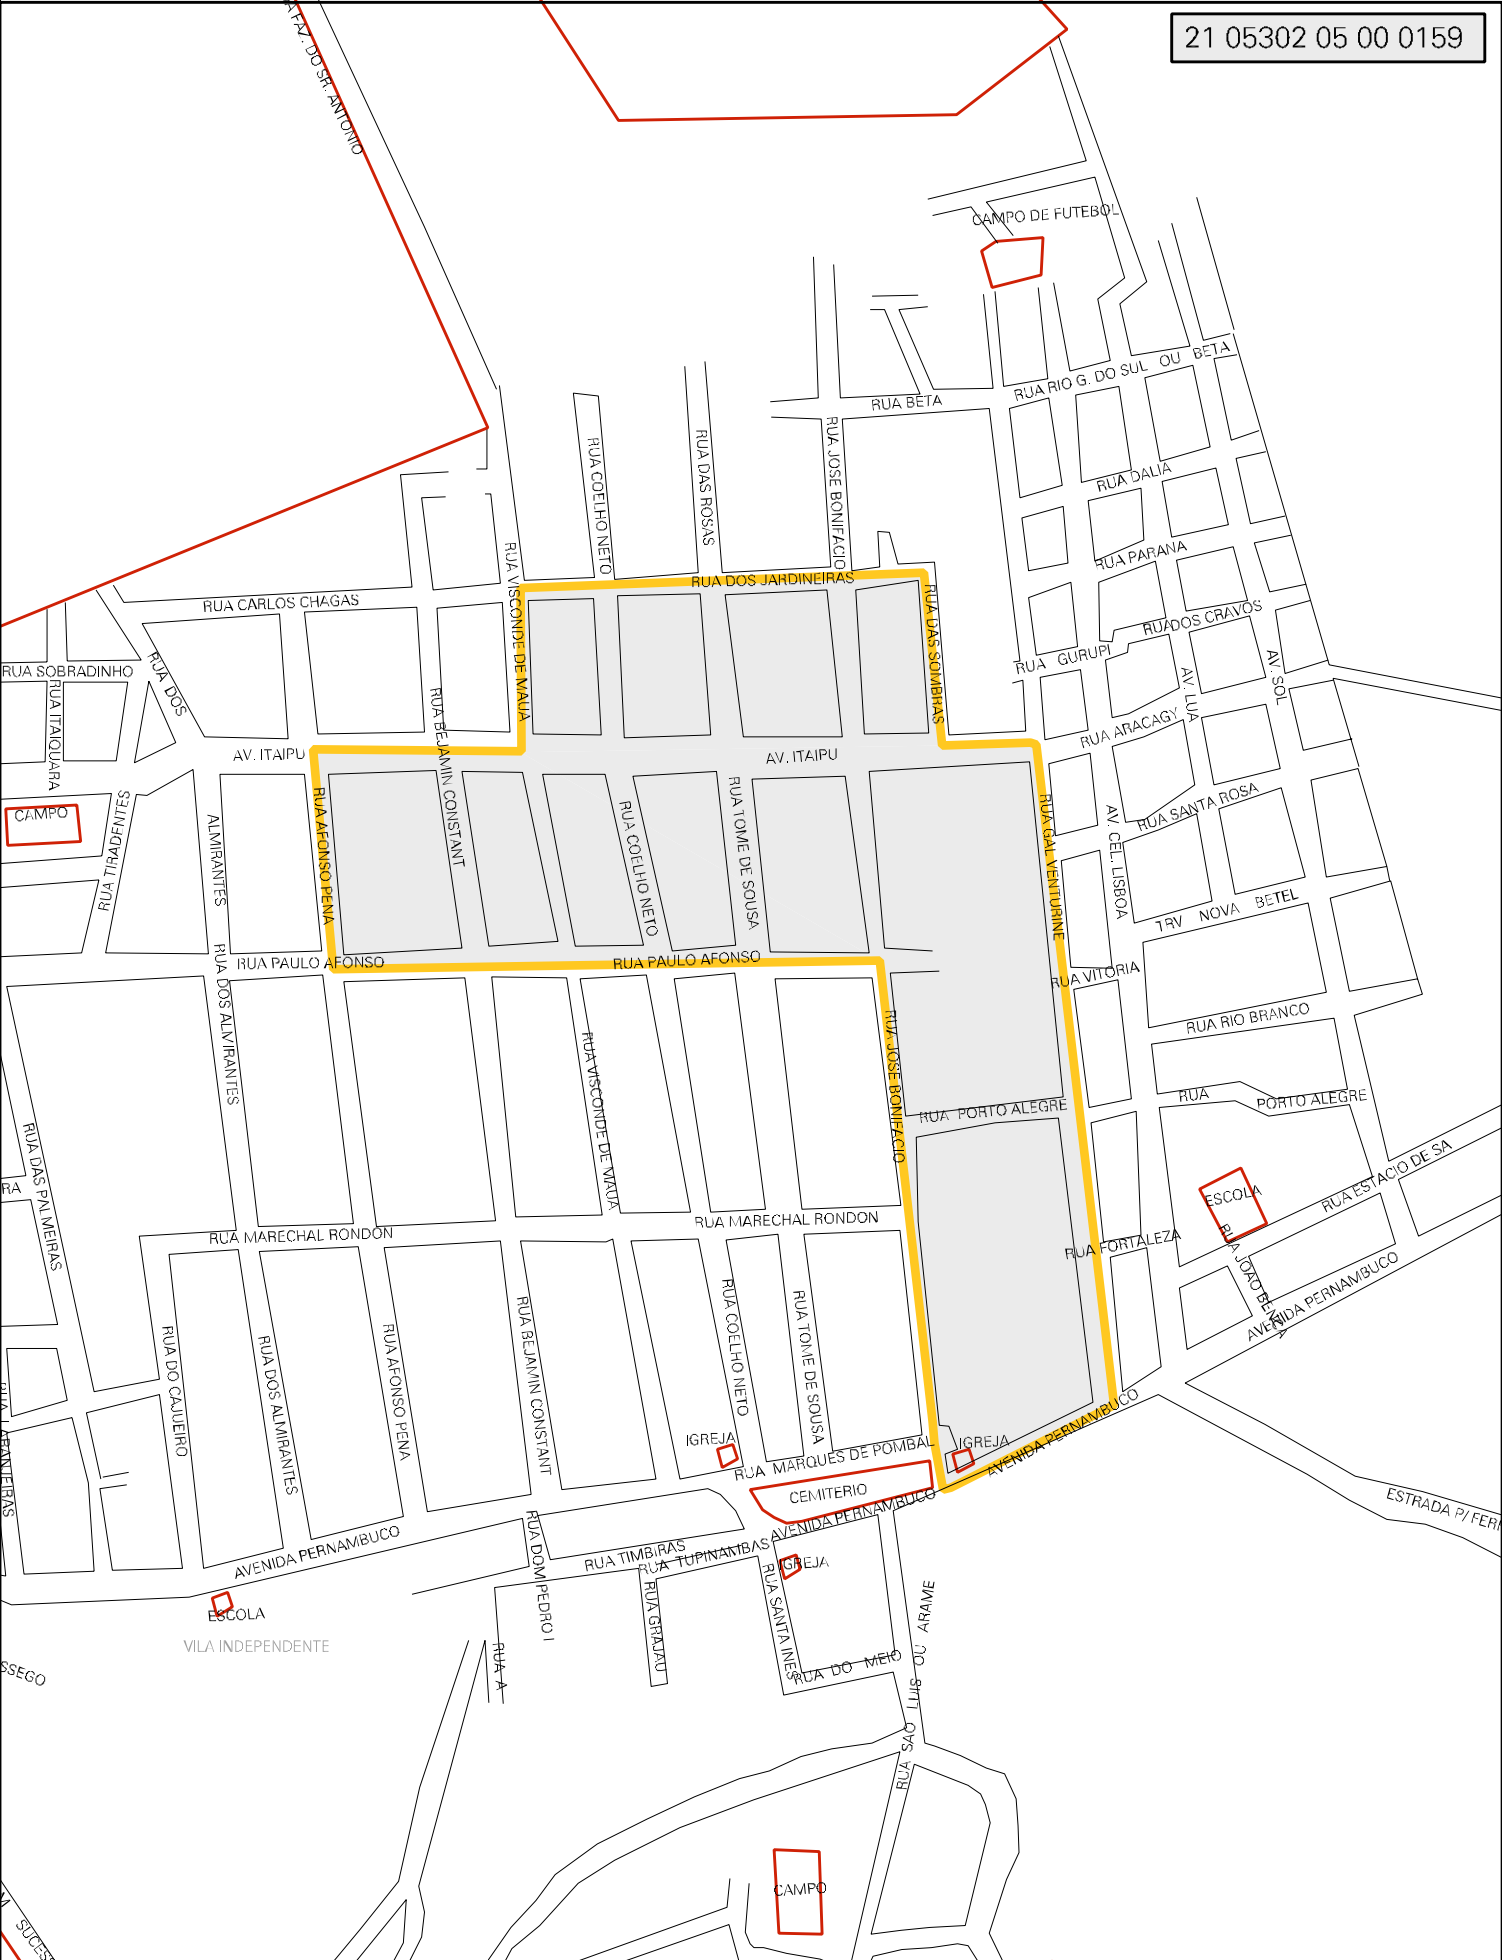 21 05302 05 00 0159
A FAZ. DO SR. ANTONIO
CAMPO DE FUTEBOL
RUA RIO G. DO SUL OU BETA
RUA BETA
RUA COELHO NETO
RUA DAS ROSAS
RUA JOSE BONIFACIO
RUA DALIA
RUA PARANA
RUA DOS JARDINEIRAS
RUA VISCONDE DE MAUA
RUA CARLOS CHAGAS
RUA DAS SOMBRAS
RUA DOS CRAVOS
RUA GURUPI
AV. SOL
RUA SOBRADINHO
RUA DOS
RUA ITAIQUARA
AV. LUA
RUA BEJAMIN CONSTANT
RUA ARACAGY
AV. ITAIPU
AV. ITAIPU
CAMPO
RUA TIRADENTES
ALMIRANTES
RUA AFONSO PENA
RUA COELHO NETO
RUA TOME DE SOUSA
RUA GAL VENTURINE
AV. CEL. LISBOA
RUA SANTA ROSA
TRV NOVA BETEL
RUA PAULO AFONSO
RUA PAULO AFONSO
RUA VITORIA
RUA DOS ALMIRANTES
RUA RIO BRANCO
RUA JOSE BONIFACIO
RUA VISCONDE DE MAUA
RUA PORTO ALEGRE
RUA PORTO ALEGRE
RUA DAS PALMEIRAS
RA
RUA ESTACIO DE SA
ESCOLA
RUA MARECHAL RONDON
RUA MARECHAL RONDON
RUA FORTALEZA
AVENIDA PERNAMBUCO
RUA DO CAJUEIRO
RUA DOS ALMIRANTES
RUA AFONSO PENA
RUA BEJAMIN CONSTANT
RUA COELHO NETO
RUA TOME DE SOUSA
IGREJA
RUA MARQUES DE POMBAL
IGREJA
AVENIDA PERNAMBUCO
CEMITERIO
AVENIDA PERNAMBUCO
ESTRADA P/ FERR
AVENIDA PERNAMBUCO
RUA DOM PEDRO I
RUA TIMBIRAS
RUA TUPINAMBAS
IGREJA
RUA GRAJAU
RUA SANTA INES
RUA DO MEIO
RUA SAO LUIS OU ARAME
ESCOLA
VILA INDEPENDENTE
RUA A
SSEGO
CAMPO